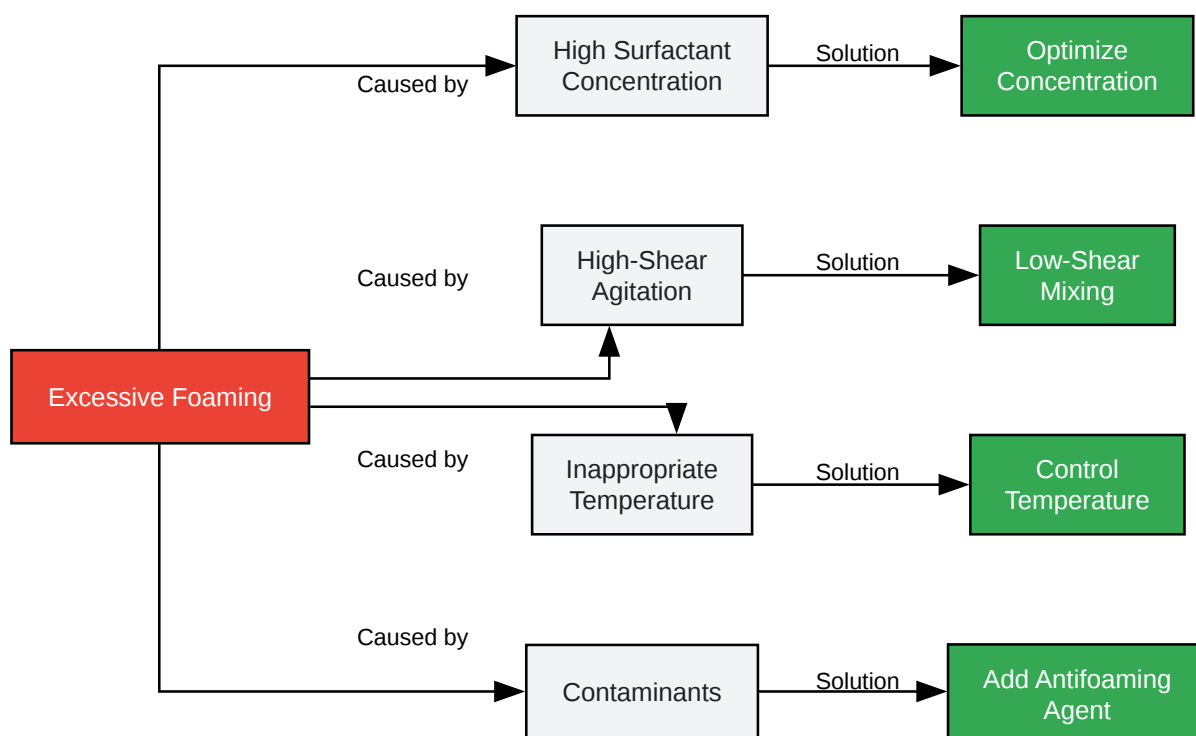 High Surfactant
Concentration
Solution
Optimize
Concentration
Caused by
High-Shear
Agitation
Solution
Low-Shear
Mixing
Caused by
Excessive Foaming
Caused by
Inappropriate
Temperature
Solution
Control
Temperature
Caused by
Contaminants
Solution
Add Antifoaming
Agent